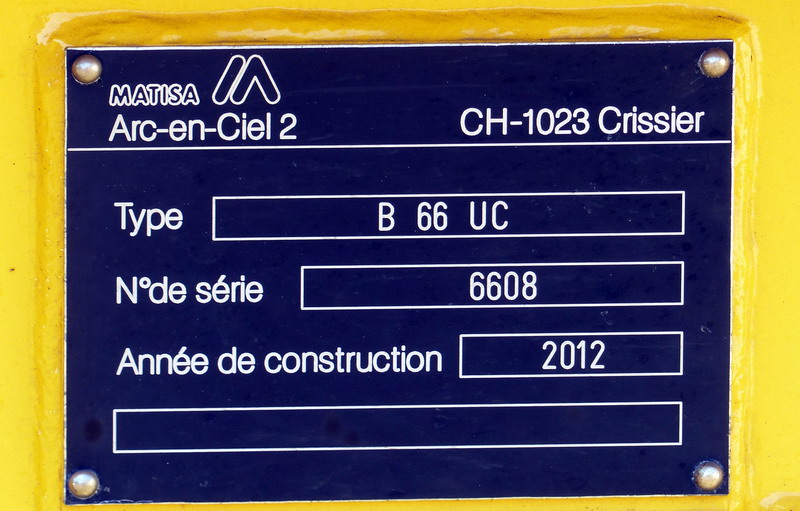 MATISA
Arc-en-Ciel 2 CH-1023 Crissier
Type B 66 UC
N°de série 6608
Année de construction 2012